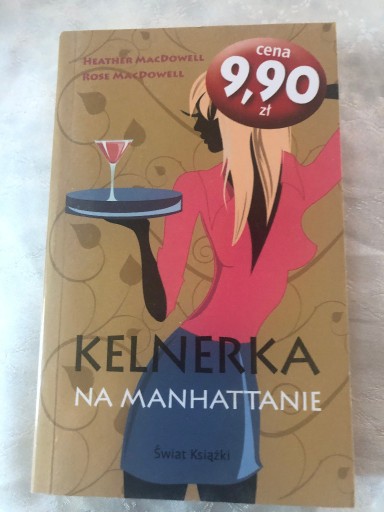 HEATHER MACDOWELL
ROSE MACDOWELL
cena
9,90
zł
KELNERKA
NA MANHATTANIE
Świat Książki